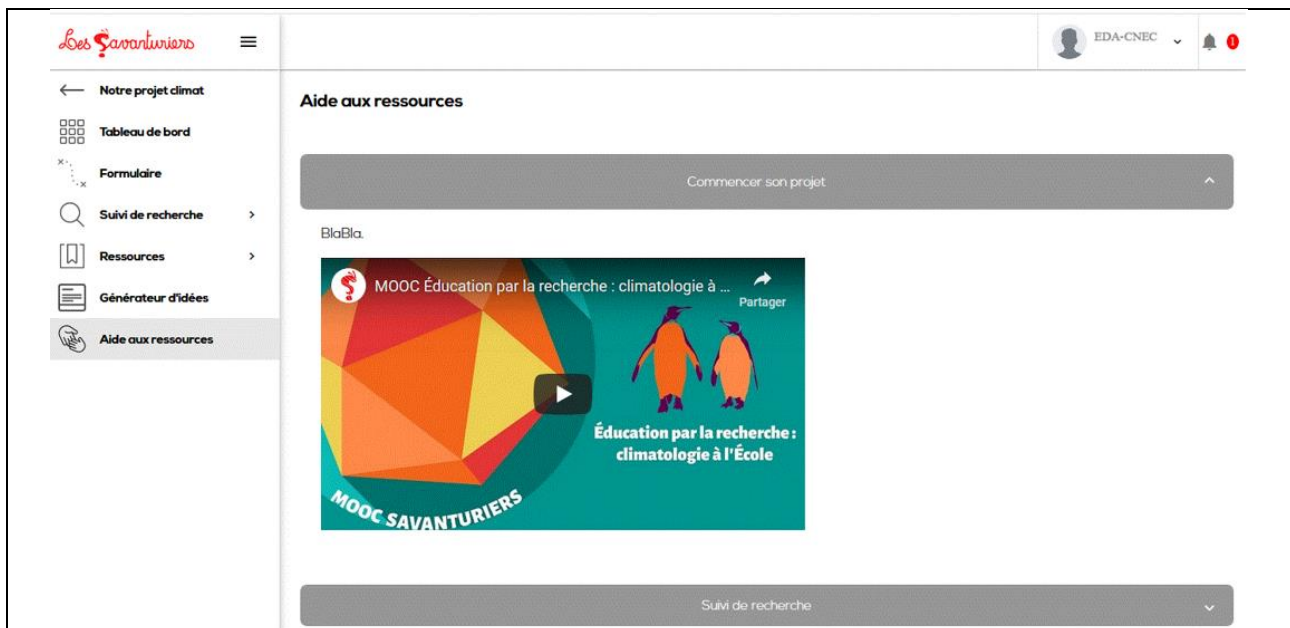 Les Savanturiers
EDA-CNEC
1
Notre projet climat
Tableau de bord
Formulaire
Suivi de recherche
Ressources
Générateur d'idées
Aide aux ressources
Aide aux ressources
Commencer son projet
BlaBla.
MOOC Éducation par la recherche : climatologie à ...
Partager
Éducation par la recherche :
climatologie à l'École
MOOC SAVANTURIERS
Suivi de recherche